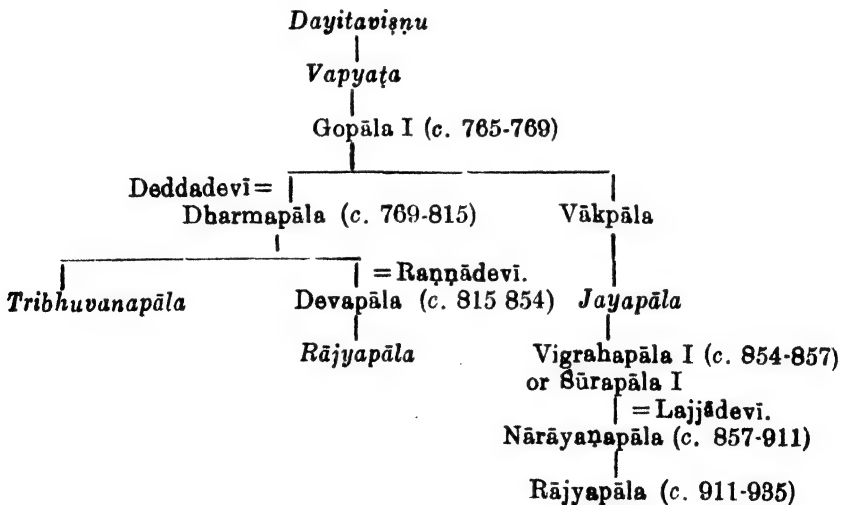 Dayitaviṣṇu
Vapyaṭa
Gopāla I (c. 765-769)
Deddadevī=
Dharmapāla (c. 769-815) Vākpāla
=Raṇṇādevī.
Tribhuvanapāla Devapāla (c. 815 854) Jayapāla
Rājyapāla Vigrahapāla I (c. 854-857)
or Śūrapāla I
=Lajjādevī.
Nārāyaṇapāla (c. 857-911)
Rājyapāla (c. 911-935)